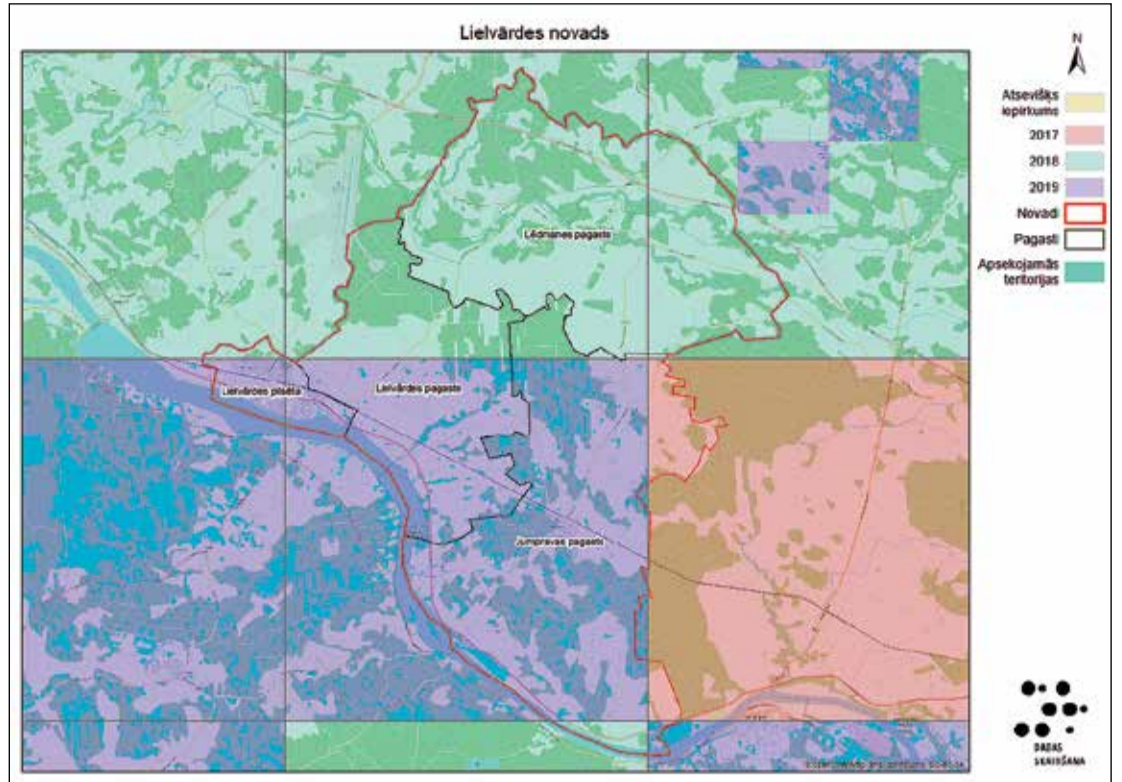 Lielvārdes novads
N
Atsevišķs
iepirkums
2017
2018
2019
Novadi
Pagasti
Apsekojamās
teritorijas
Lēdmanes pagasts
Lielvārdes pilsēta
Lielvārdes pagasts
Jumpravas pagasts
DABAS
SKAITĪŠANA